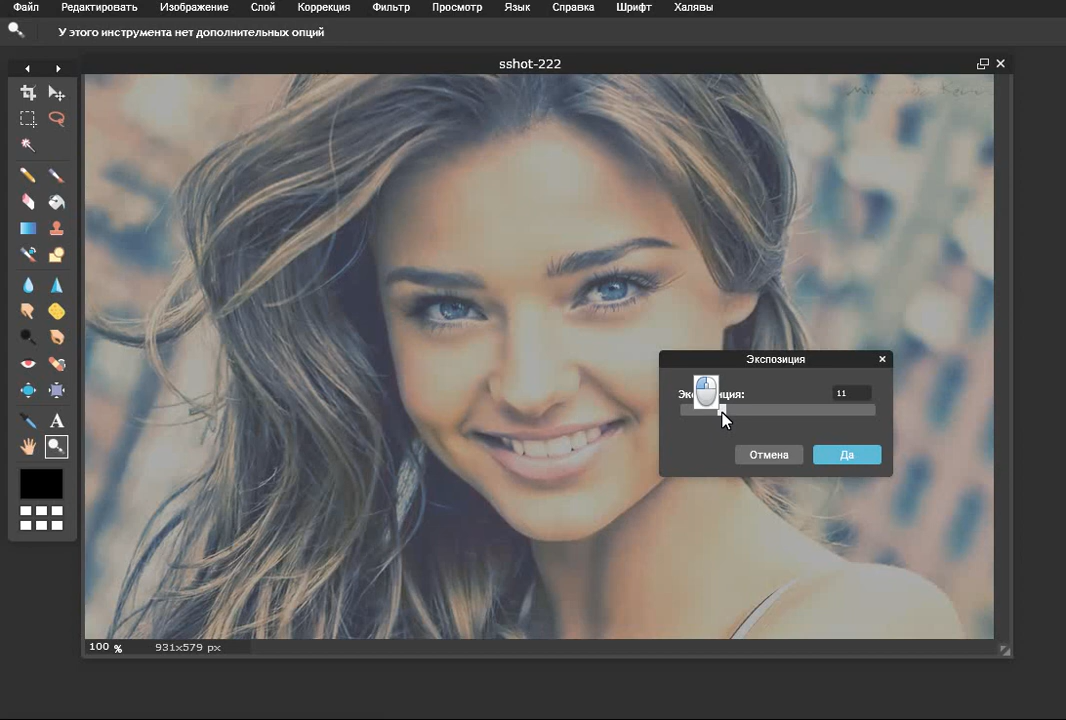 Файл Редактировать Изображение Слой Коррекция Фильтр Просмотр Язык Справка Шрифт Халявы
У этого инструмента нет дополнительных опций
sshot-222
Экспозиция
11
Отмена Да
A
100 % 931x579 px